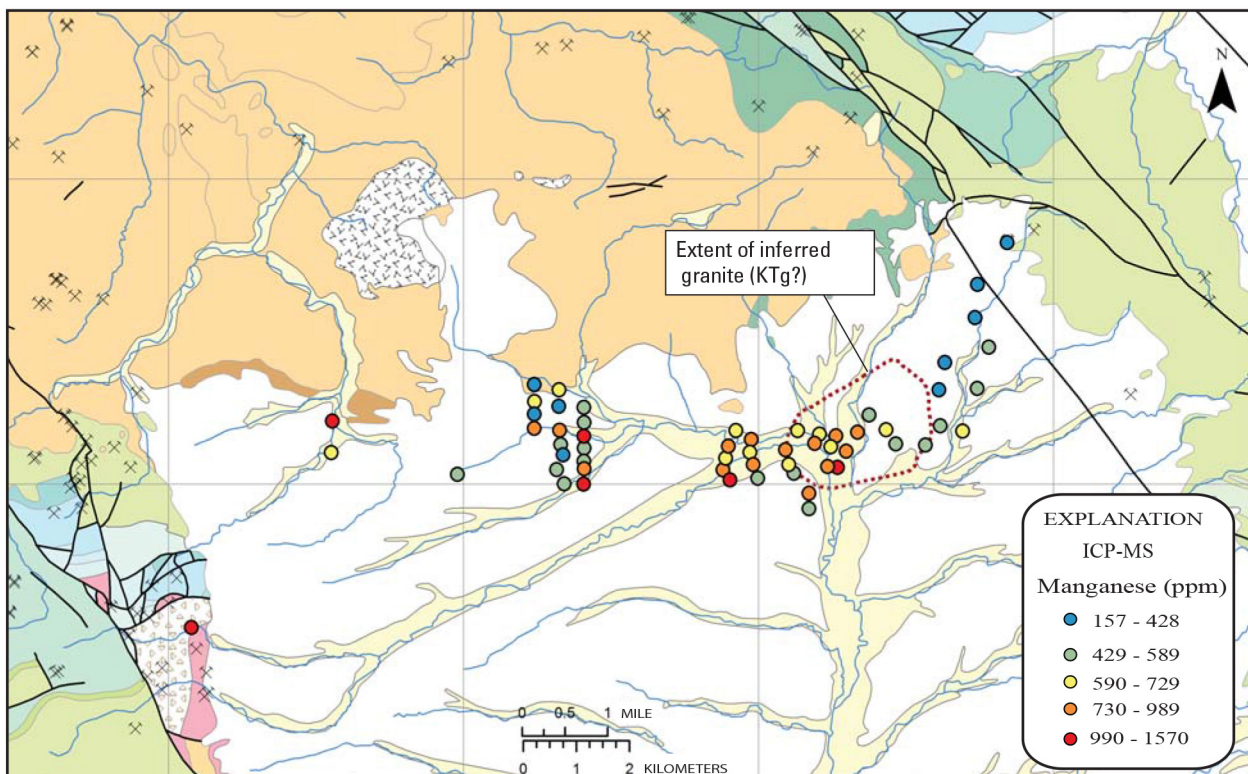 N
Extent of inferred
granite (KTg?)
EXPLANATION
ICP-MS
Manganese (ppm)
157 - 428
429 - 589
590 - 729
730 - 989
990 - 1570
0 0.5 1 MILE
0 1 2 KILOMETERS